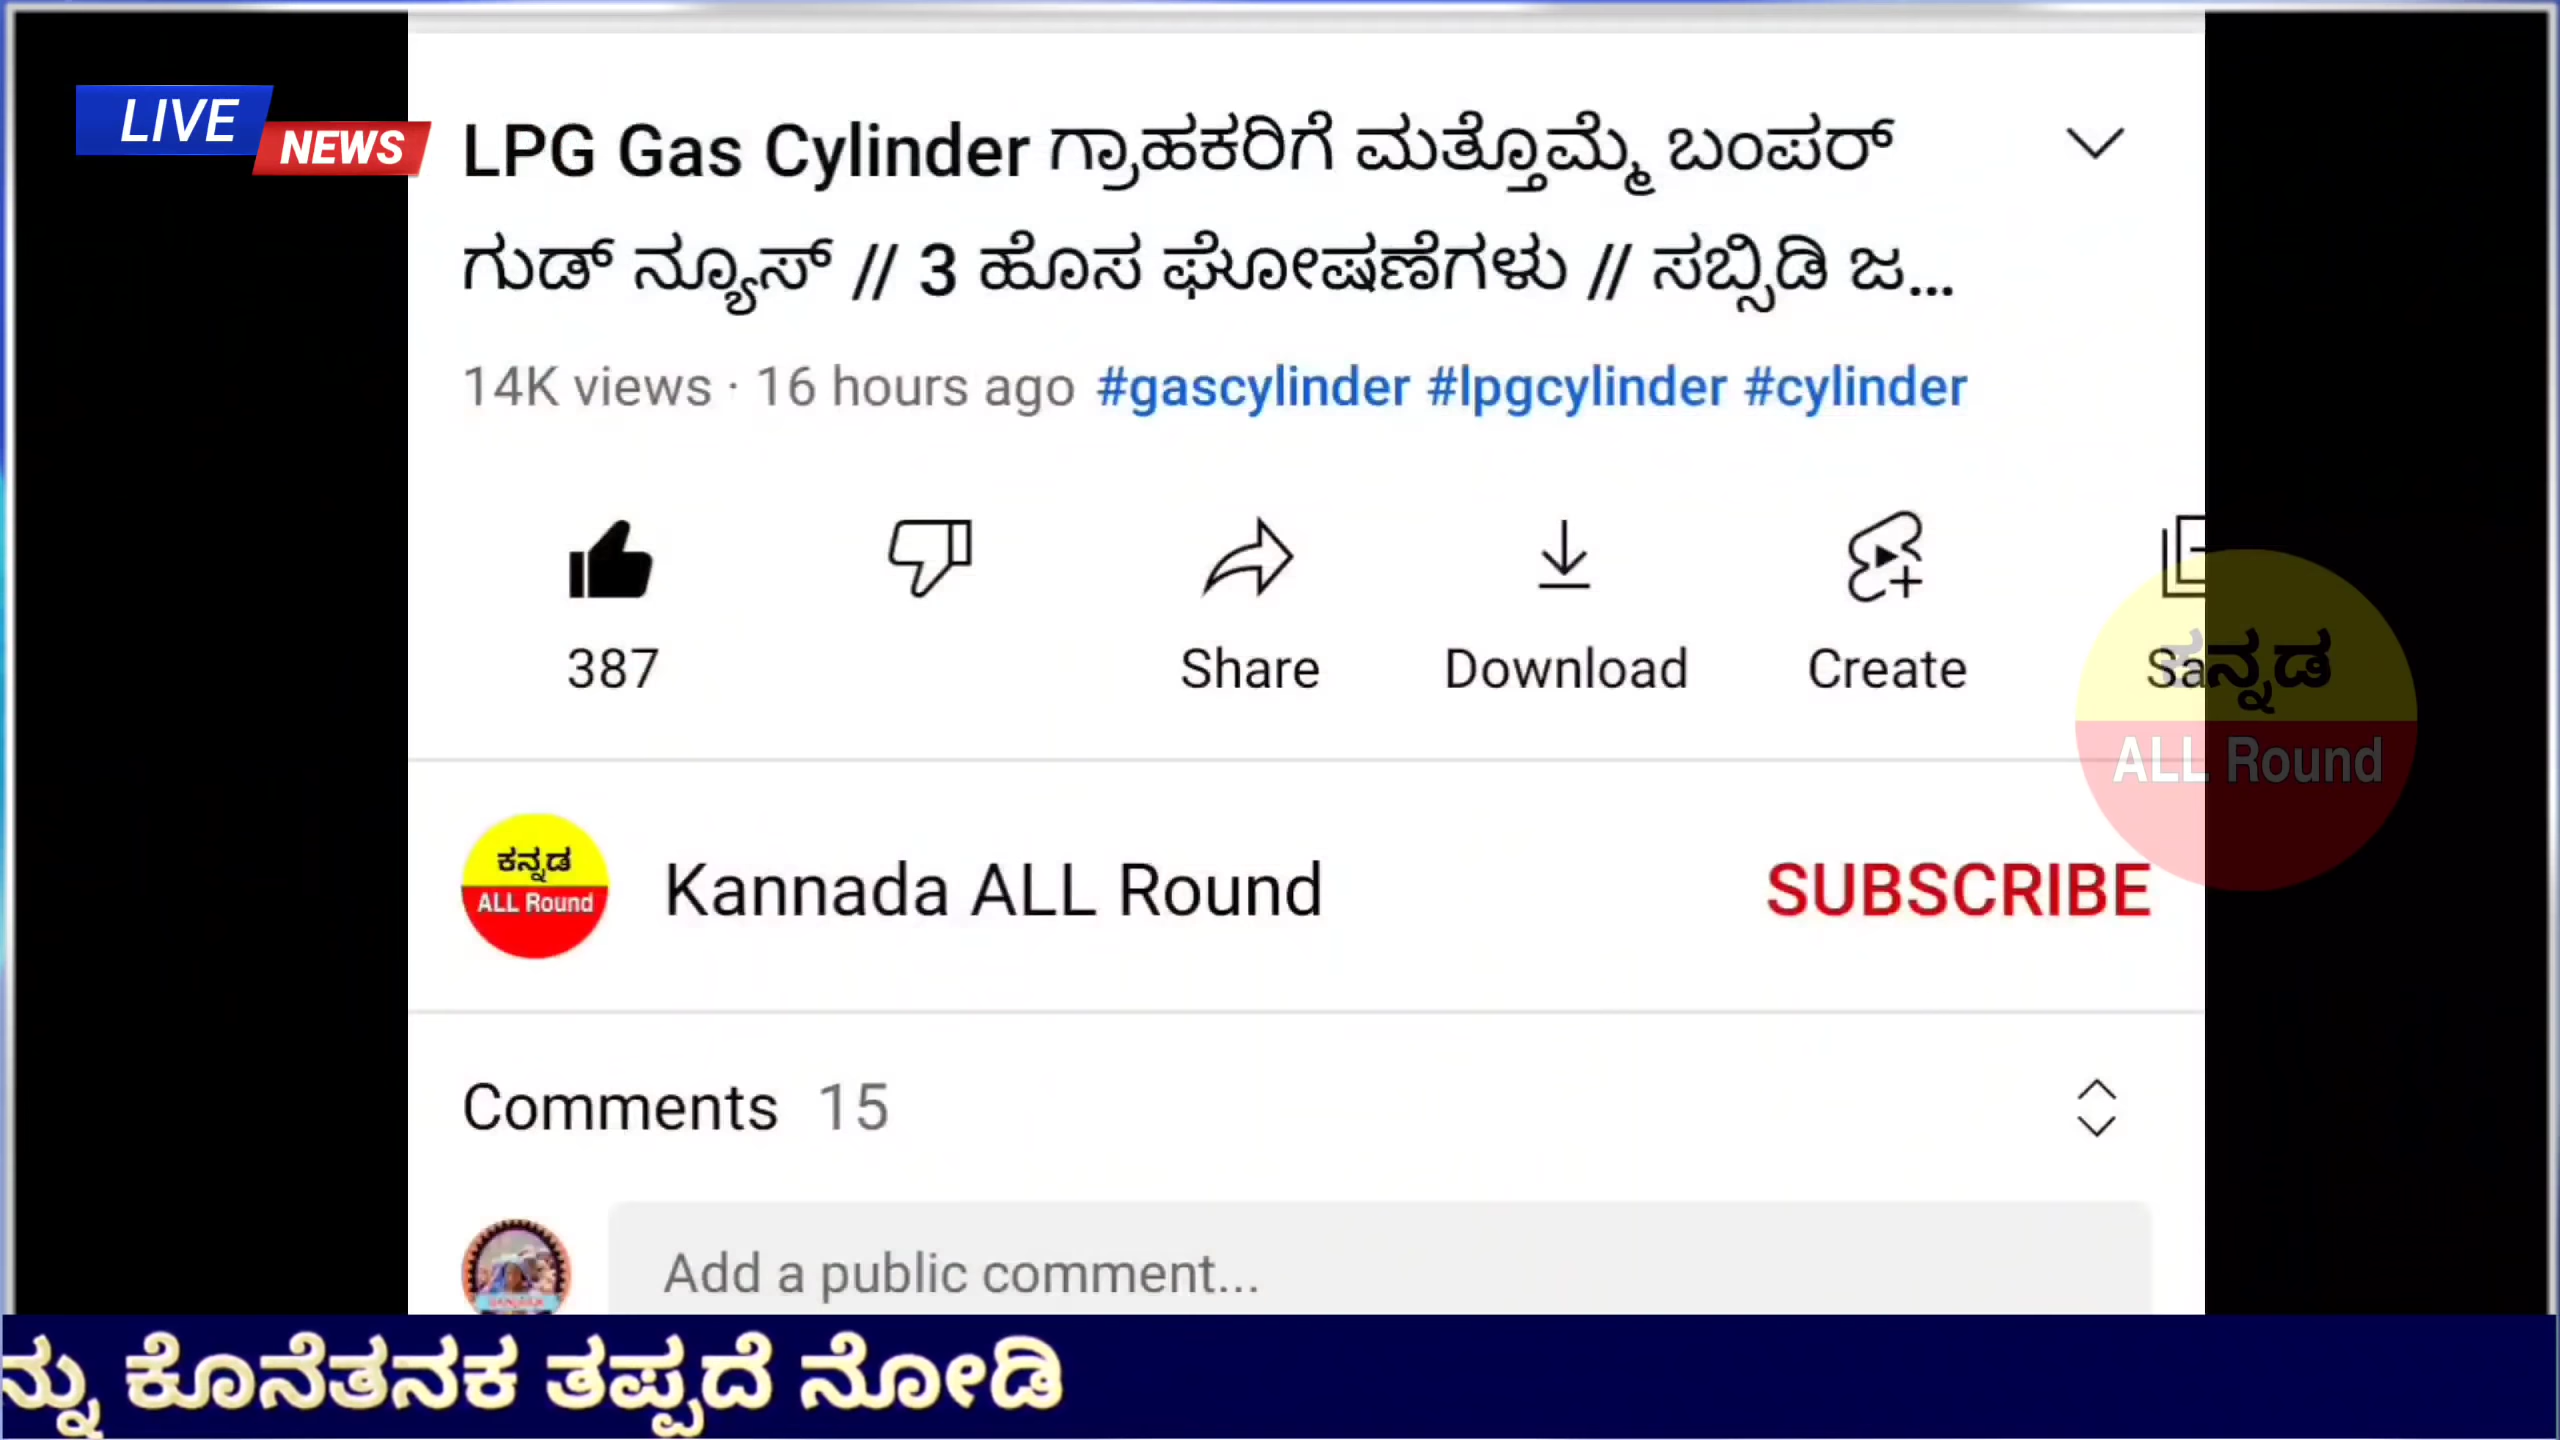 LIVE
NEWS
LPG Gas Cylinder ಗ್ರಾಹಕರಿಗೆ ಮತ್ತೊಮ್ಮೆ ಬಂಪರ್
ಗುಡ್ ನ್ಯೂಸ್ // 3 ಹೊಸ ಘೋಷಣೆಗಳು // ಸಬ್ಸಿಡಿ ಜ...
14K views · 16 hours ago #gascylinder #lpgcylinder #cylinder
387 Share Download Create Sa
ಕನ್ನಡ
ALL Round
ಕನ್ನಡ
ALL Round
Kannada ALL Round SUBSCRIBE
Comments 15
Add a public comment...
ನ್ನು ಕೊನೆತನಕ ತಪ್ಪದೆ ನೋಡಿ